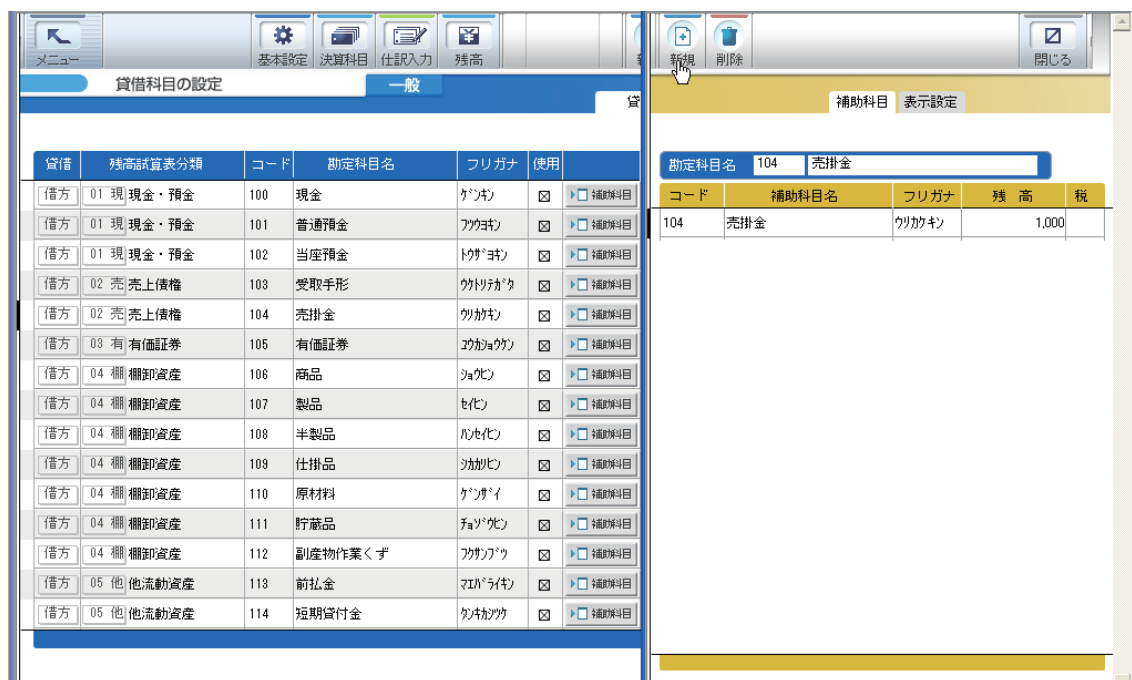 メニュー 基本設定 決算科目 仕訳入力 残高 新規 削除 閉じる
貸借科目の設定 一般
補助科目 表示設定
貸借 残高試算表分類 コード 勘定科目名 フリガナ 使用
借方 01 現 現金・預金 100 現金 ｹﾞﾝｷﾝ 補助科目
借方 01 現 現金・預金 101 普通預金 ﾌﾂｳﾖｷﾝ 補助科目
借方 01 現 現金・預金 102 当座預金 ﾄｳｻﾞﾖｷﾝ 補助科目
借方 02 売 売上債権 103 受取手形 ｳｹﾄﾘﾃｶﾞﾀ 補助科目
借方 02 売 売上債権 104 売掛金 ｳﾘｶｹｷﾝ 補助科目
借方 03 有 有価証券 105 有価証券 ﾕｳｶｼｮｳｹﾝ 補助科目
借方 04 棚 棚卸資産 106 商品 ｼｮｳﾋﾝ 補助科目
借方 04 棚 棚卸資産 107 製品 ｾｲﾋﾝ 補助科目
借方 04 棚 棚卸資産 108 半製品 ﾊﾝｾｲﾋﾝ 補助科目
借方 04 棚 棚卸資産 109 仕掛品 ｼｶｶﾘﾋﾝ 補助科目
借方 04 棚 棚卸資産 110 原材料 ｹﾞﾝｻﾞｲ 補助科目
借方 04 棚 棚卸資産 111 貯蔵品 ﾁｮｿﾞｳﾋﾝ 補助科目
借方 04 棚 棚卸資産 112 副産物作業くず ﾌｸｻﾝﾌﾞﾂ 補助科目
借方 05 他 他流動資産 113 前払金 ﾏｴﾊﾞﾗｲｷﾝ 補助科目
借方 05 他 他流動資産 114 短期貸付金 ﾀﾝｷｶｼﾂｹ 補助科目
勘定科目名 104 売掛金
コード 補助科目名 フリガナ 残 高 税
104 売掛金 ｳﾘｶｹｷﾝ 1,000